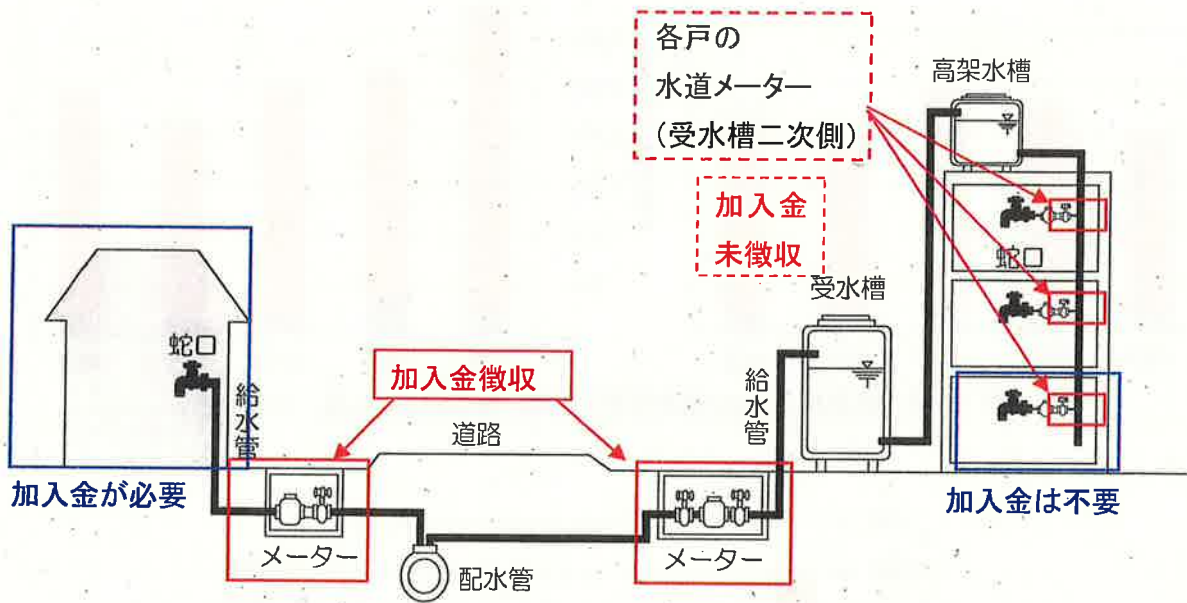 各戸の
水道メーター
(受水槽二次側)
高架水槽
加入金
未徴収
蛇口
受水槽
蛇口
加入金徴収
給水管
道路
給水管
加入金が必要
加入金は不要
メーター
配水管
メーター